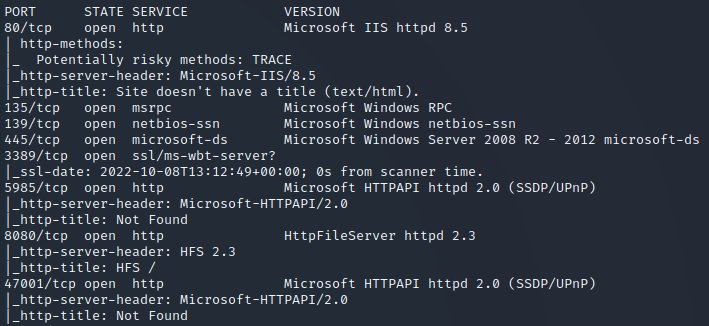 PORT      STATE SERVICE         VERSION
80/tcp    open  http            Microsoft IIS httpd 8.5
| http-methods:
|_  Potentially risky methods: TRACE
|_http-server-header: Microsoft-IIS/8.5
|_http-title: Site doesn't have a title (text/html).
135/tcp   open  msrpc           Microsoft Windows RPC
139/tcp   open  netbios-ssn     Microsoft Windows netbios-ssn
445/tcp   open  microsoft-ds    Microsoft Windows Server 2008 R2 - 2012 microsoft-ds
3389/tcp  open  ssl/ms-wbt-server?
|_ssl-date: 2022-10-08T13:12:49+00:00; 0s from scanner time.
5985/tcp  open  http            Microsoft HTTPAPI httpd 2.0 (SSDP/UPnP)
|_http-server-header: Microsoft-HTTPAPI/2.0
|_http-title: Not Found
8080/tcp  open  http            HttpFileServer httpd 2.3
|_http-server-header: HFS 2.3
|_http-title: HFS /
47001/tcp open  http            Microsoft HTTPAPI httpd 2.0 (SSDP/UPnP)
|_http-server-header: Microsoft-HTTPAPI/2.0
|_http-title: Not Found